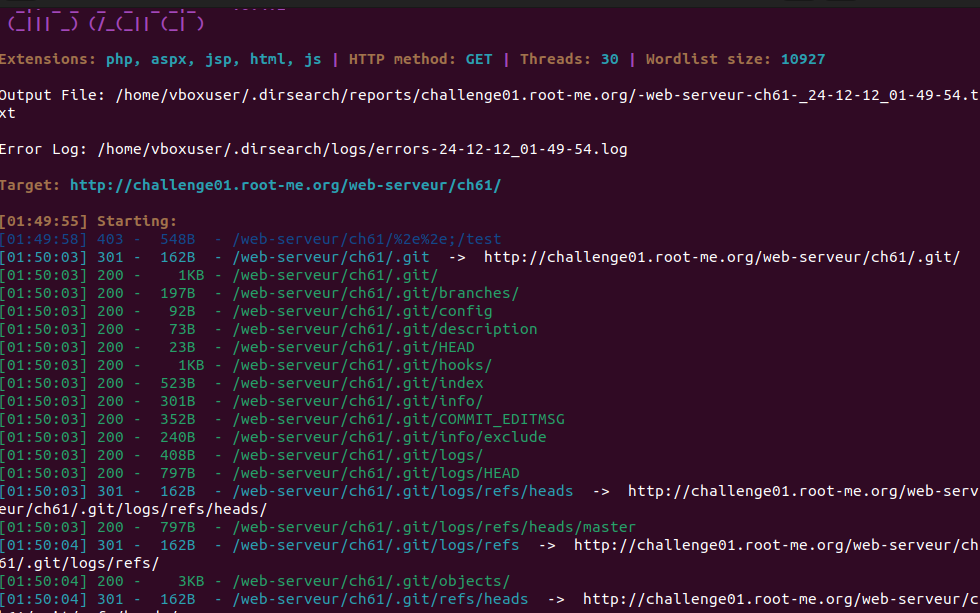 (_||| _) (/_(_|| (_| )
Extensions: php, aspx, jsp, html, js | HTTP method: GET | Threads: 30 | Wordlist size: 10927
Output File: /home/vboxuser/.dirsearch/reports/challenge01.root-me.org/-web-serveur-ch61-_24-12-12_01-49-54.t
xt
Error Log: /home/vboxuser/.dirsearch/logs/errors-24-12-12_01-49-54.log
Target: http://challenge01.root-me.org/web-serveur/ch61/
[01:49:55] Starting:
[01:49:58] 403 -  548B  - /web-serveur/ch61/%2e%2e;/test
[01:50:03] 301 -  162B  - /web-serveur/ch61/.git  ->  http://challenge01.root-me.org/web-serveur/ch61/.git/
[01:50:03] 200 -    1KB - /web-serveur/ch61/.git/
[01:50:03] 200 -  197B  - /web-serveur/ch61/.git/branches/
[01:50:03] 200 -   92B  - /web-serveur/ch61/.git/config
[01:50:03] 200 -   73B  - /web-serveur/ch61/.git/description
[01:50:03] 200 -   23B  - /web-serveur/ch61/.git/HEAD
[01:50:03] 200 -    1KB - /web-serveur/ch61/.git/hooks/
[01:50:03] 200 -  523B  - /web-serveur/ch61/.git/index
[01:50:03] 200 -  301B  - /web-serveur/ch61/.git/info/
[01:50:03] 200 -  352B  - /web-serveur/ch61/.git/COMMIT_EDITMSG
[01:50:03] 200 -  240B  - /web-serveur/ch61/.git/info/exclude
[01:50:03] 200 -  408B  - /web-serveur/ch61/.git/logs/
[01:50:03] 200 -  797B  - /web-serveur/ch61/.git/logs/HEAD
[01:50:03] 301 -  162B  - /web-serveur/ch61/.git/logs/refs/heads  ->  http://challenge01.root-me.org/web-serv
eur/ch61/.git/logs/refs/heads/
[01:50:03] 200 -  797B  - /web-serveur/ch61/.git/logs/refs/heads/master
[01:50:04] 301 -  162B  - /web-serveur/ch61/.git/logs/refs  ->  http://challenge01.root-me.org/web-serveur/ch
61/.git/logs/refs/
[01:50:04] 200 -    3KB - /web-serveur/ch61/.git/objects/
[01:50:04] 301 -  162B  - /web-serveur/ch61/.git/refs/heads  ->  http://challenge01.root-me.org/web-serveur/c